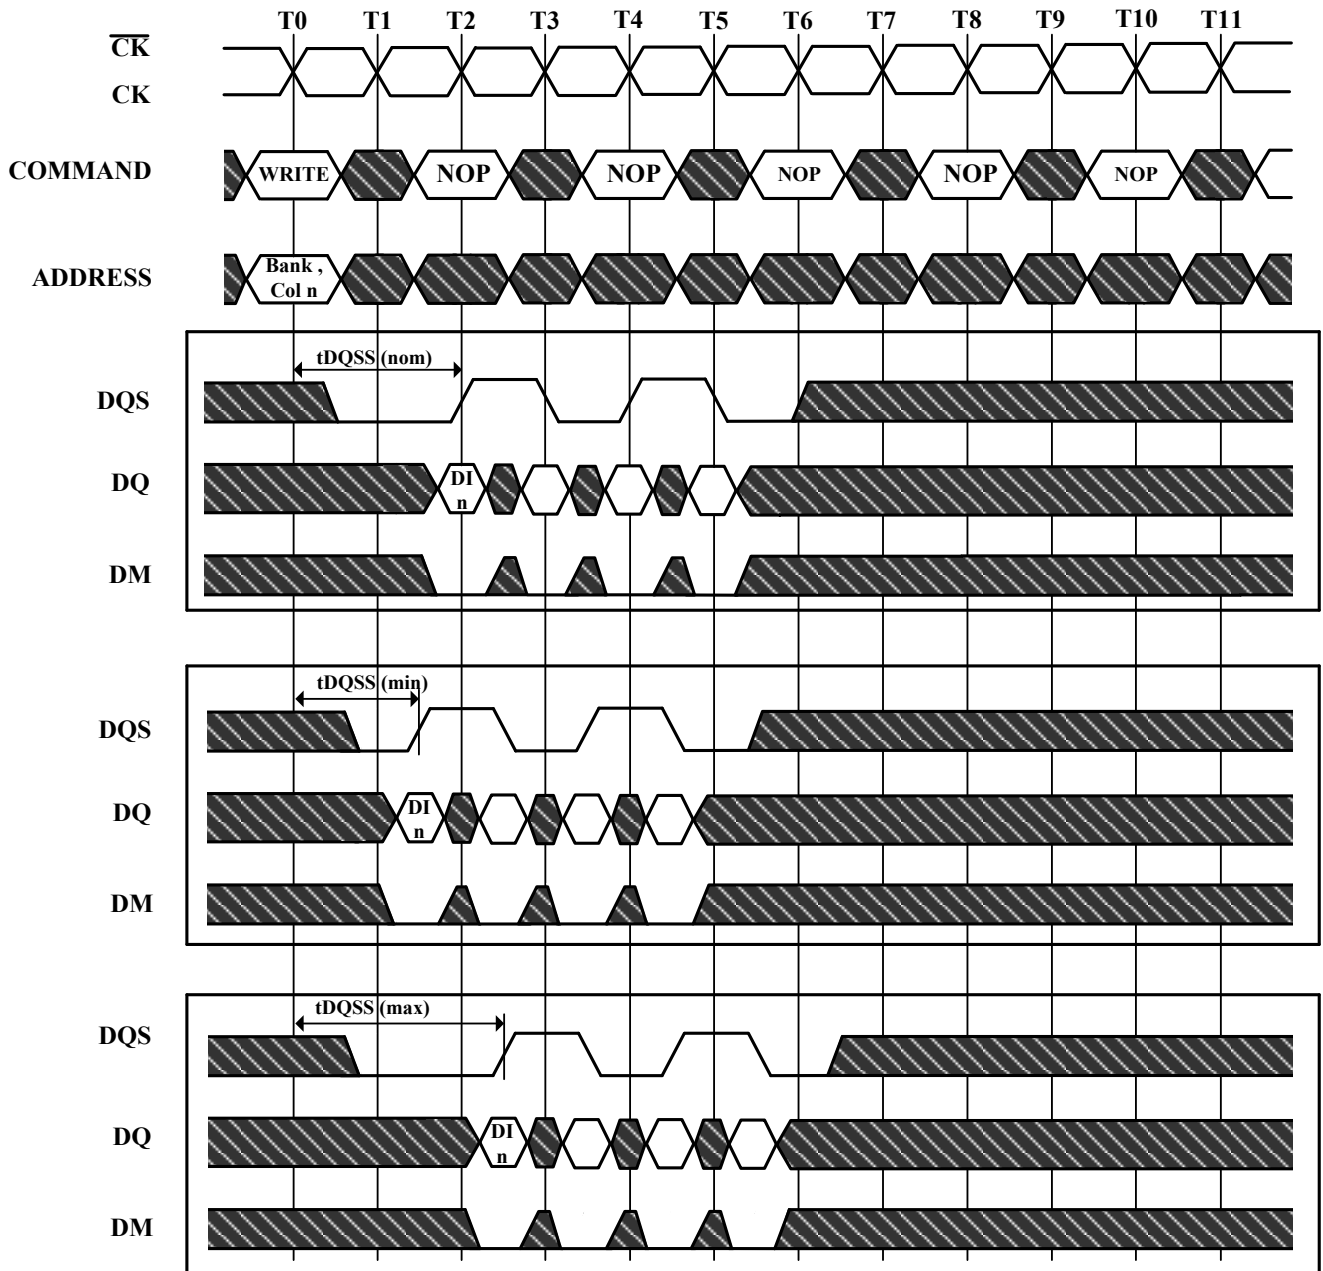 T0 T1 T2 T3 T4 T5 T6 T7 T8 T9 T10 T11
CK
CK
COMMAND WRITE NOP NOP NOP NOP NOP
ADDRESS Bank ,
Col n
tDQSS (nom)
DQS
DQ DI
n
DM
tDQSS (min)
DQS
DQ DI
n
DM
tDQSS (max)
DQS
DQ DI
n
DM